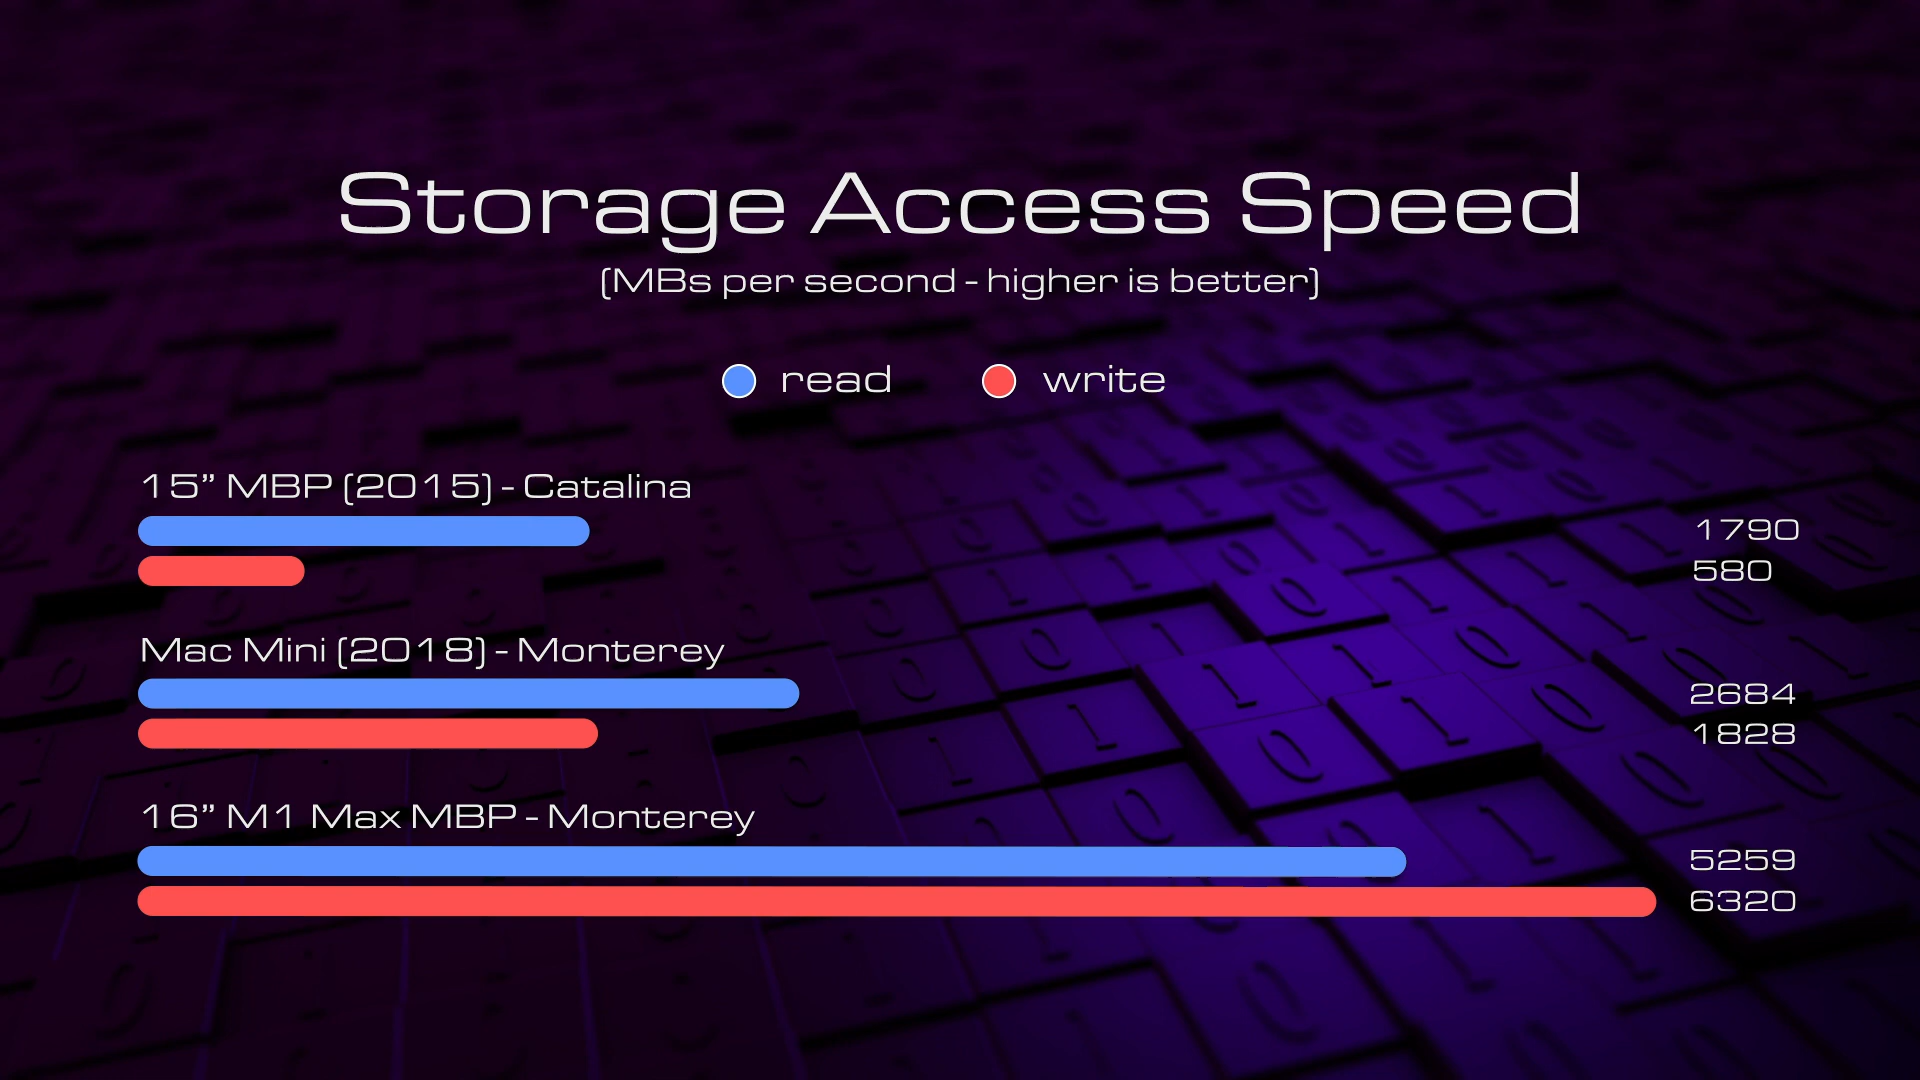 Storage Access Speed
(MBs per second - higher is better)
read write
15” MBP (2015) - Catalina
1790
580
Mac Mini (2018) - Monterey
2684
1828
16” M1 Max MBP - Monterey
5259
6320